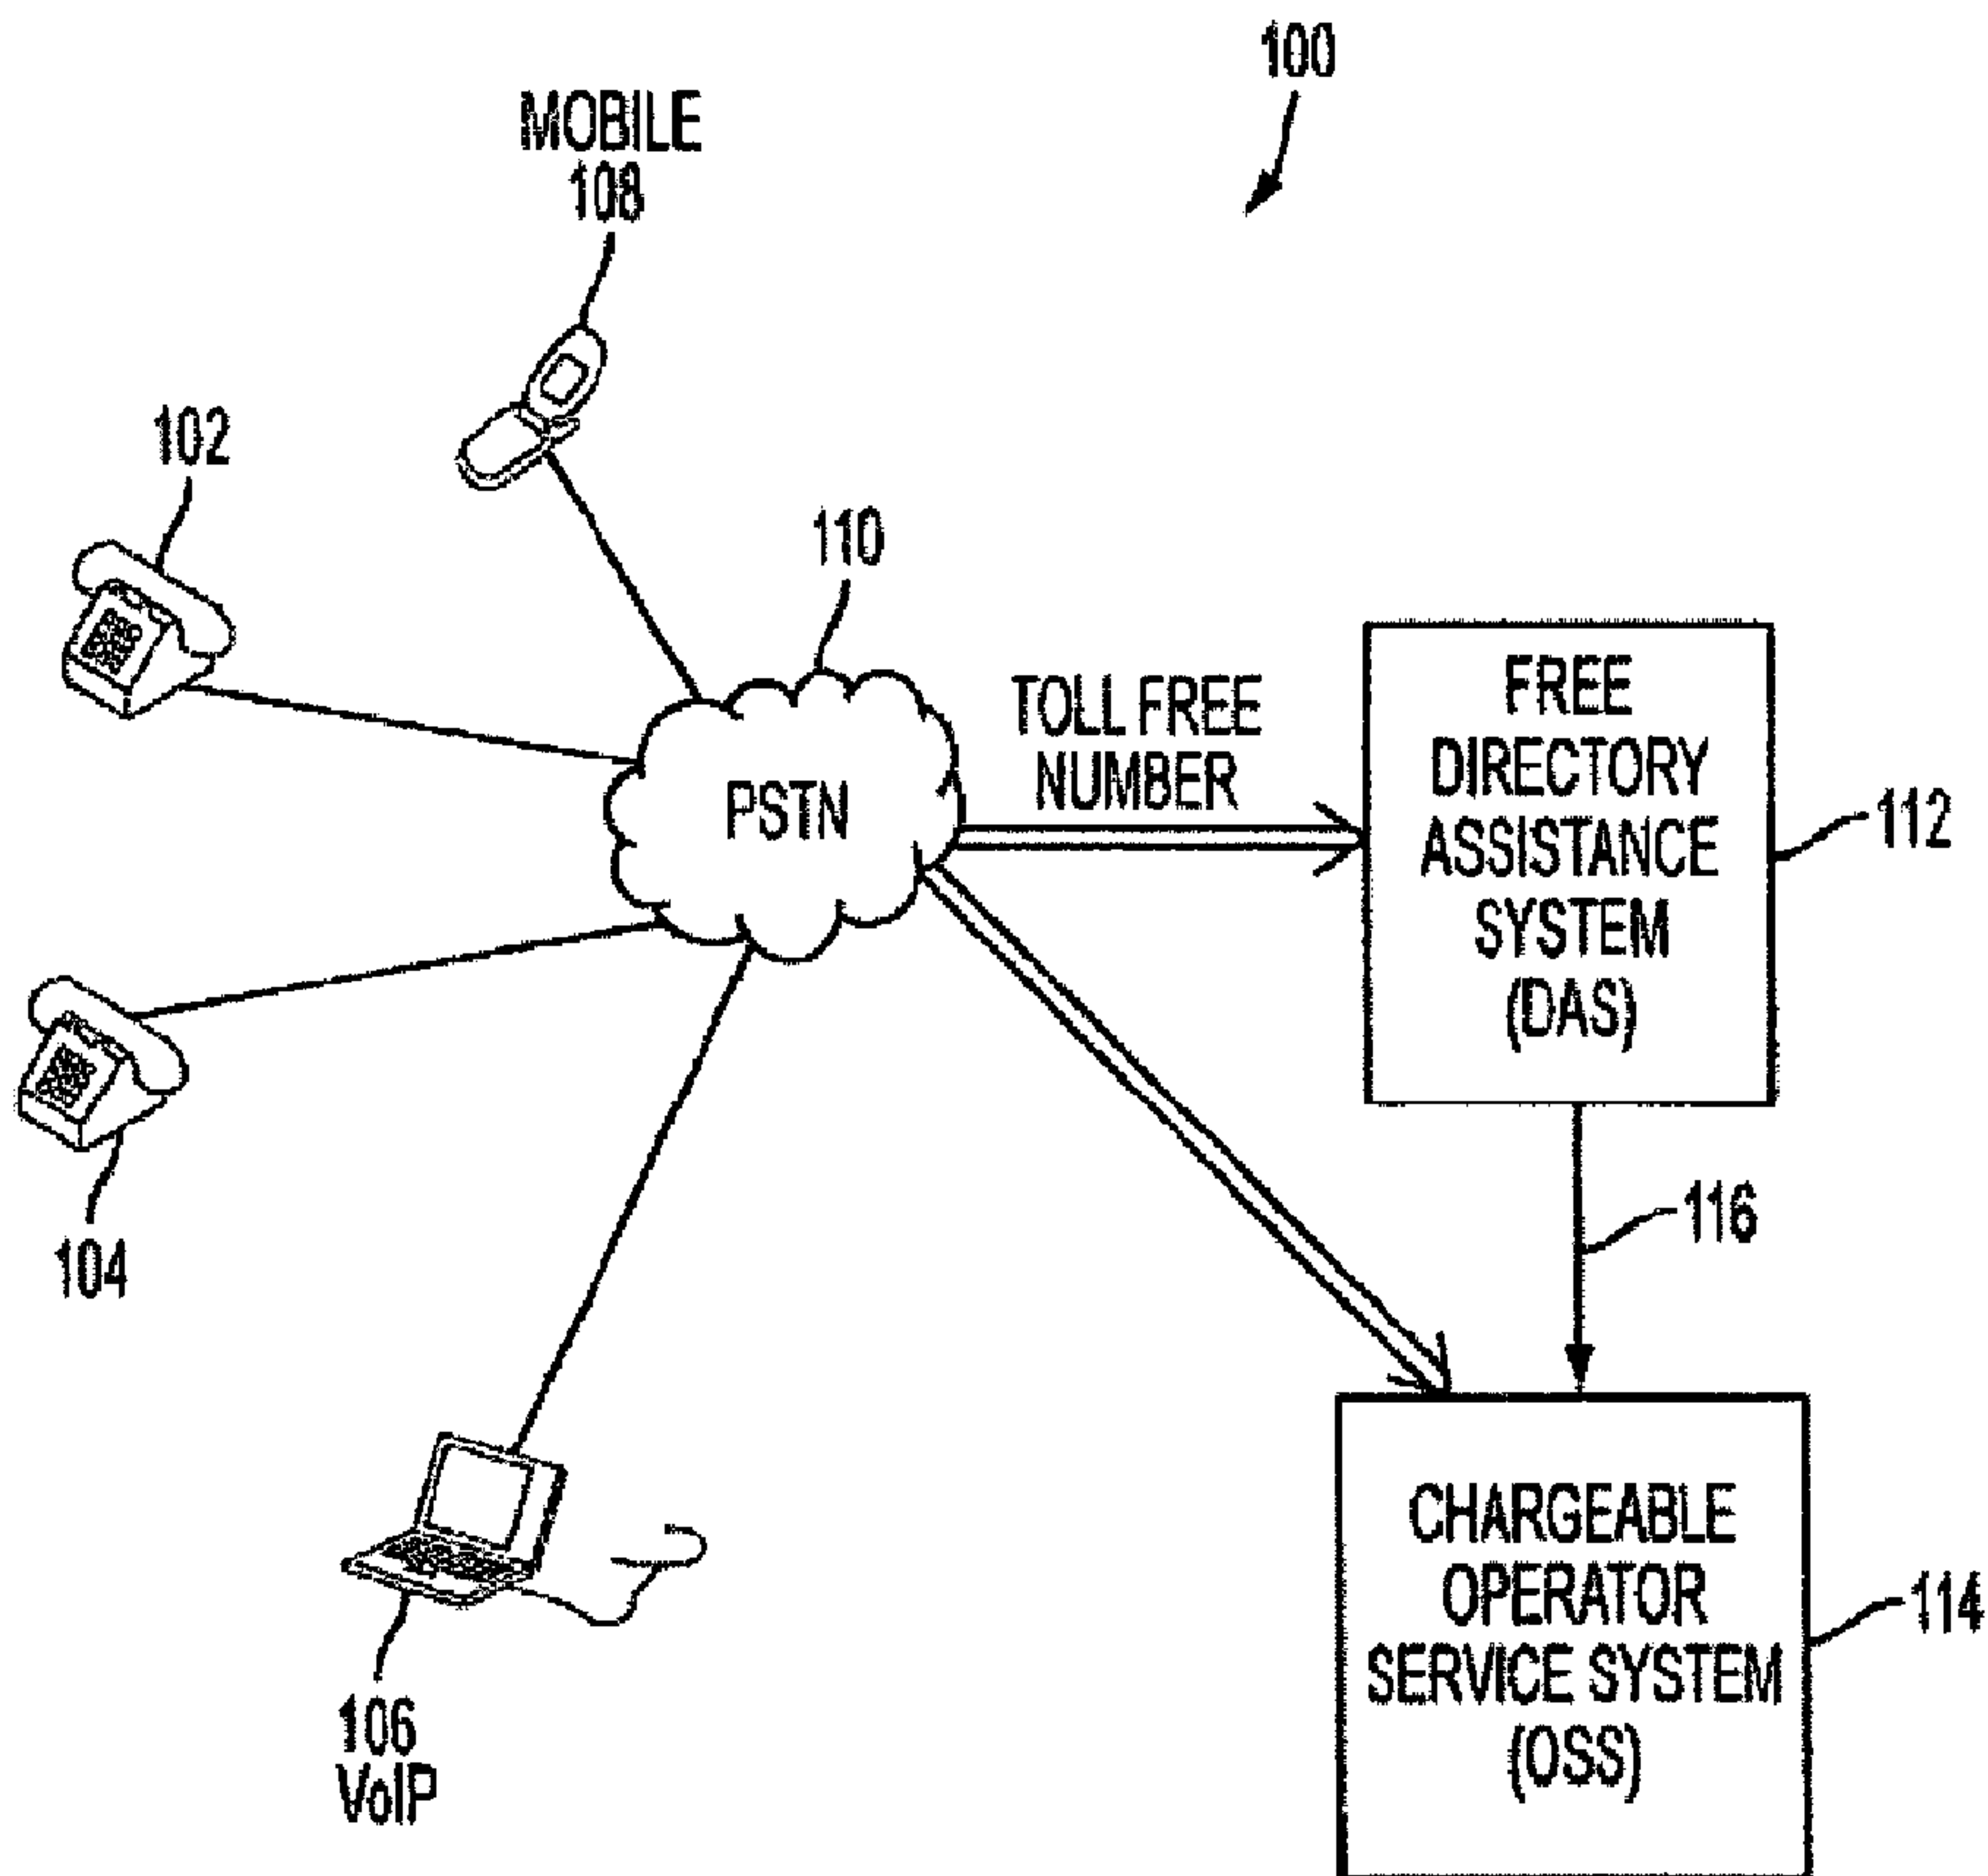 100
MOBILE
108
102
110
TOLL FREE
NUMBER
PSTN
FREE
DIRECTORY
ASSISTANCE
SYSTEM
(DAS)
112
116
104
CHARGEABLE
OPERATOR
SERVICE SYSTEM
(OSS)
114
106
VoIP